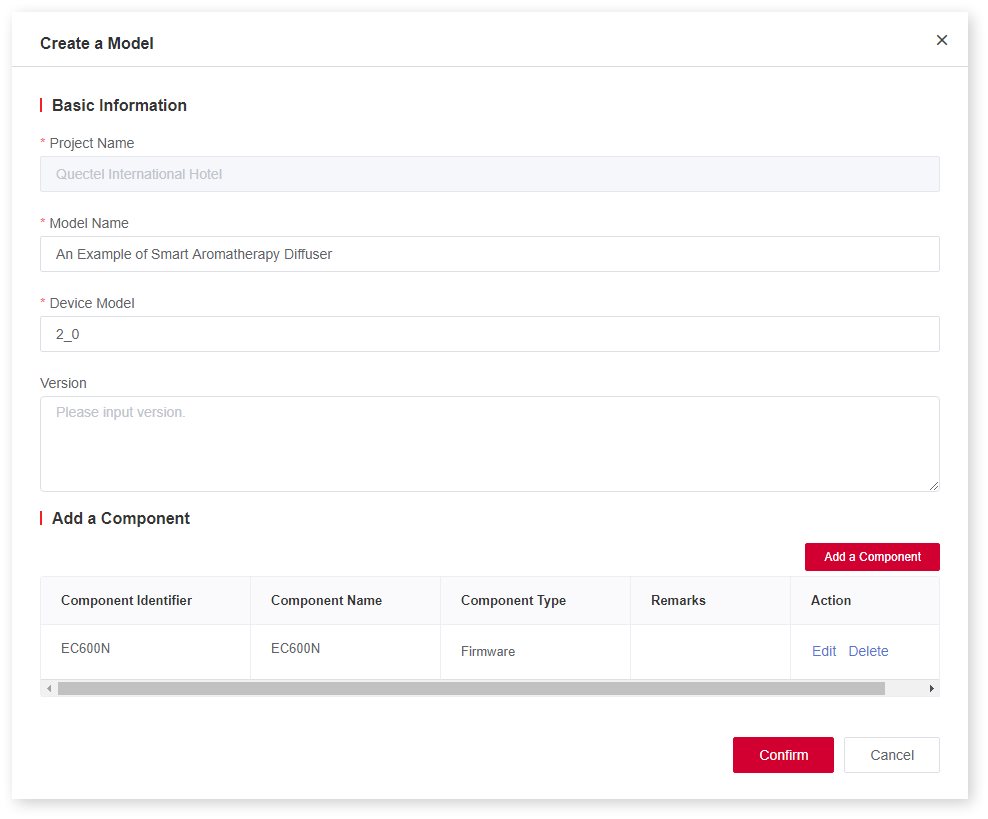 Create a Model
Basic Information
* Project Name
Quectel International Hotel
* Model Name
An Example of Smart Aromatherapy Diffuser
* Device Model
2_0
Version
Please input version.
Add a Component
Add a Component
Component Identifier Component Name Component Type Remarks Action
EC600N EC600N Firmware Edit Delete
Confirm Cancel